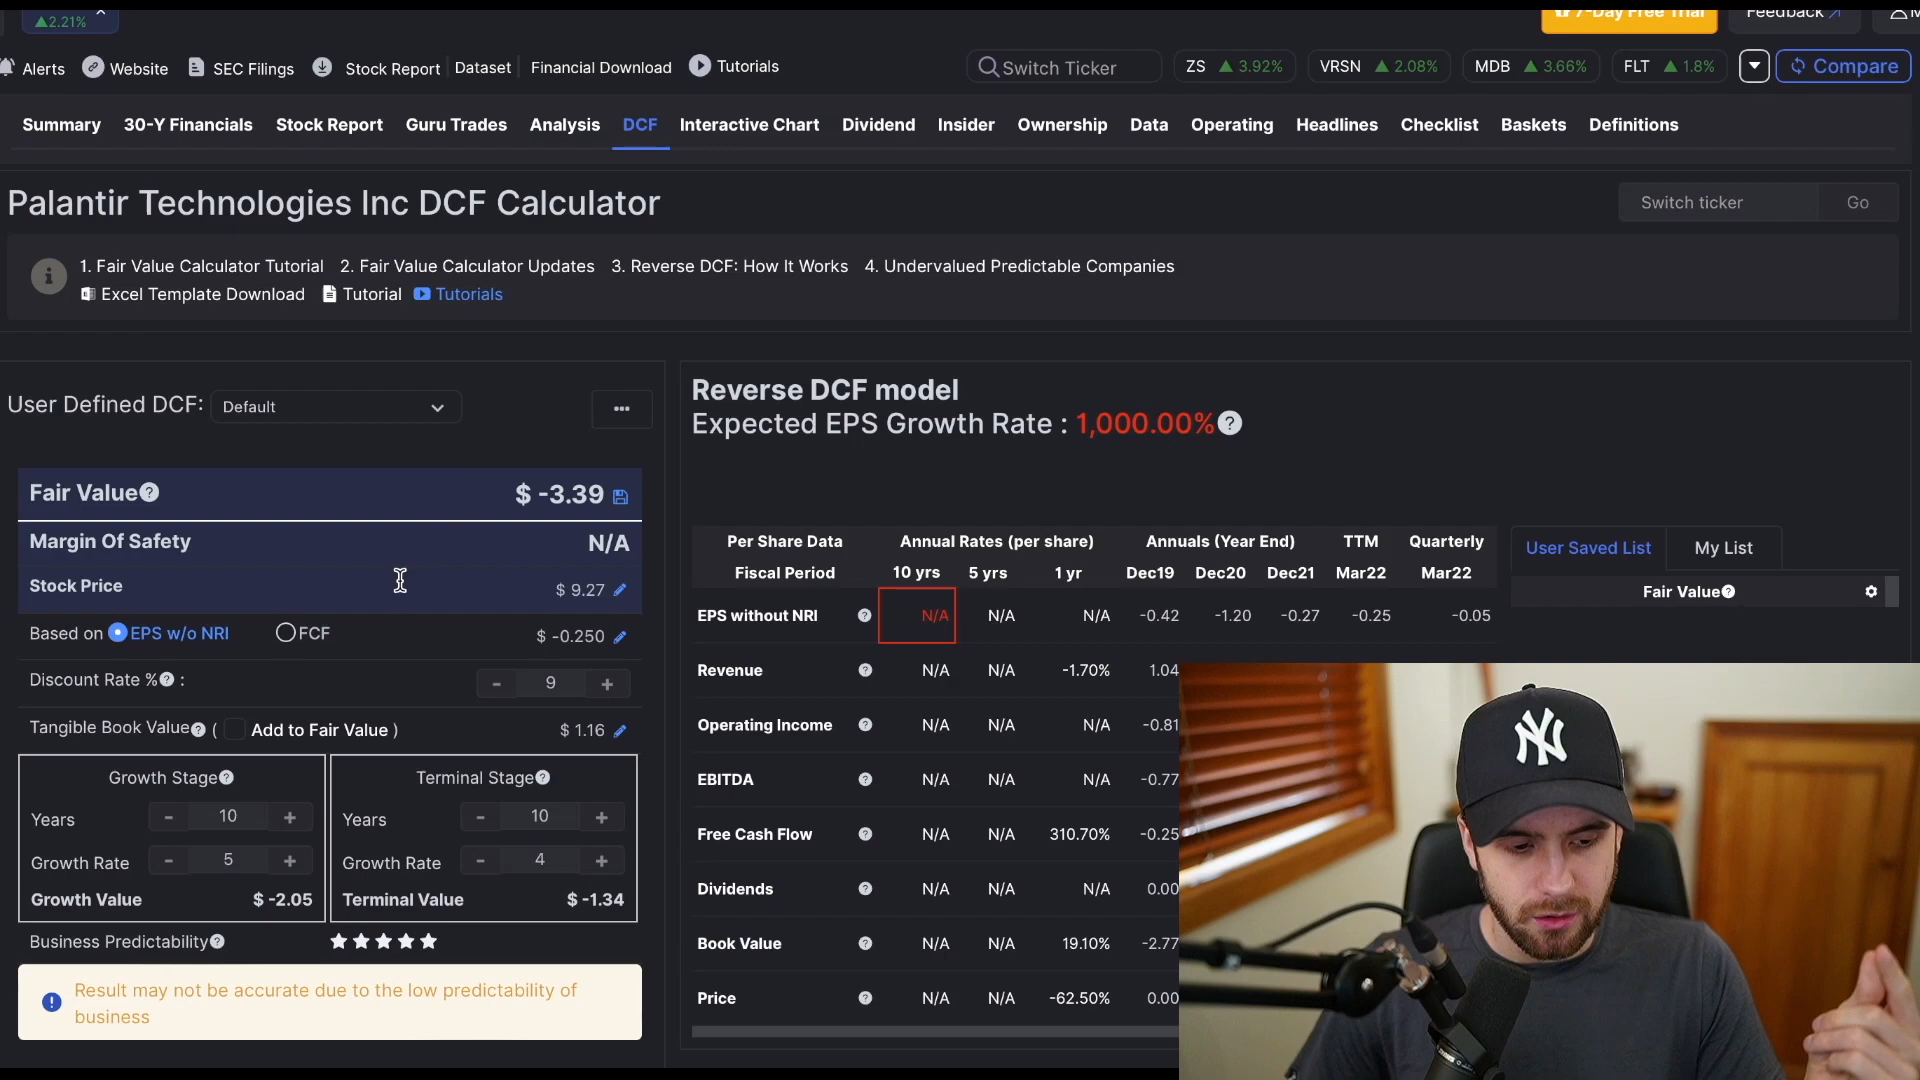 ▲2.21%
7-Day Free Trial Feedback
Alerts Website SEC Filings Stock Report Dataset Financial Download Tutorials Switch Ticker ZS ▲ 3.92% VRSN ▲ 2.08% MDB ▲ 3.66% FLT ▲ 1.8% Compare
Summary 30-Y Financials Stock Report Guru Trades Analysis DCF Interactive Chart Dividend Insider Ownership Data Operating Headlines Checklist Baskets Definitions
Palantir Technologies Inc DCF Calculator Switch ticker Go
1. Fair Value Calculator Tutorial 2. Fair Value Calculator Updates 3. Reverse DCF: How It Works 4. Undervalued Predictable Companies
Excel Template Download Tutorial Tutorials
User Defined DCF: Default ...
Fair Value $ -3.39
Margin Of Safety N/A
Stock Price $ 9.27
Based on EPS w/o NRI FCF $ -0.250
Discount Rate % : - 9 +
Tangible Book Value ( Add to Fair Value ) $ 1.16
Growth Stage
Years - 10 +
Growth Rate - 5 +
Growth Value $ -2.05
Terminal Stage
Years - 10 +
Growth Rate - 4 +
Terminal Value $ -1.34
Business Predictability ★★★★★
Result may not be accurate due to the low predictability of
business
Reverse DCF model
Expected EPS Growth Rate : 1,000.00%
Per Share Data Annual Rates (per share) Annuals (Year End) TTM Quarterly
Fiscal Period 10 yrs 5 yrs 1 yr Dec19 Dec20 Dec21 Mar22 Mar22
EPS without NRI N/A N/A N/A -0.42 -1.20 -0.27 -0.25 -0.05
Revenue N/A N/A -1.70% 1.04
Operating Income N/A N/A N/A -0.81
EBITDA N/A N/A N/A -0.77
Free Cash Flow N/A N/A 310.70% -0.25
Dividends N/A N/A N/A 0.00
Book Value N/A N/A 19.10% -2.77
Price N/A N/A -62.50% 0.00
User Saved List My List
Fair Value
NY